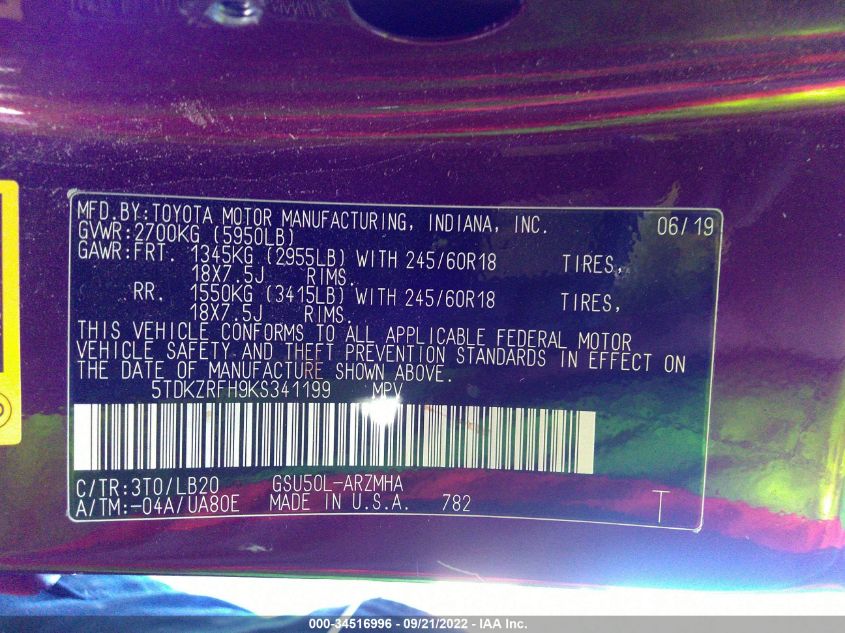 MFD.BY:TOYOTA MOTOR MANUFACTURING, INDIANA, INC. 06/19
GVWR:2700KG (5950LB)
GAWR:FRT. 1345KG (2955LB) WITH 245/60R18 TIRES,
18X7.5J RIMS.
RR. 1550KG (3415LB) WITH 245/60R18 TIRES,
18X7.5J RIMS.
THIS VEHICLE CONFORMS TO ALL APPLICABLE FEDERAL MOTOR
VEHICLE SAFETY AND THEFT PREVENTION STANDARDS IN EFFECT ON
THE DATE OF MANUFACTURE SHOWN ABOVE.
5TDKZRFH9KS341199 MPV
C/TR:3T0/LB20 GSU50L-ARZMHA
A/TM:-04A/UA80E MADE IN U.S.A. 782 T
000-34516996 - 09/21/2022 - IAA Inc.